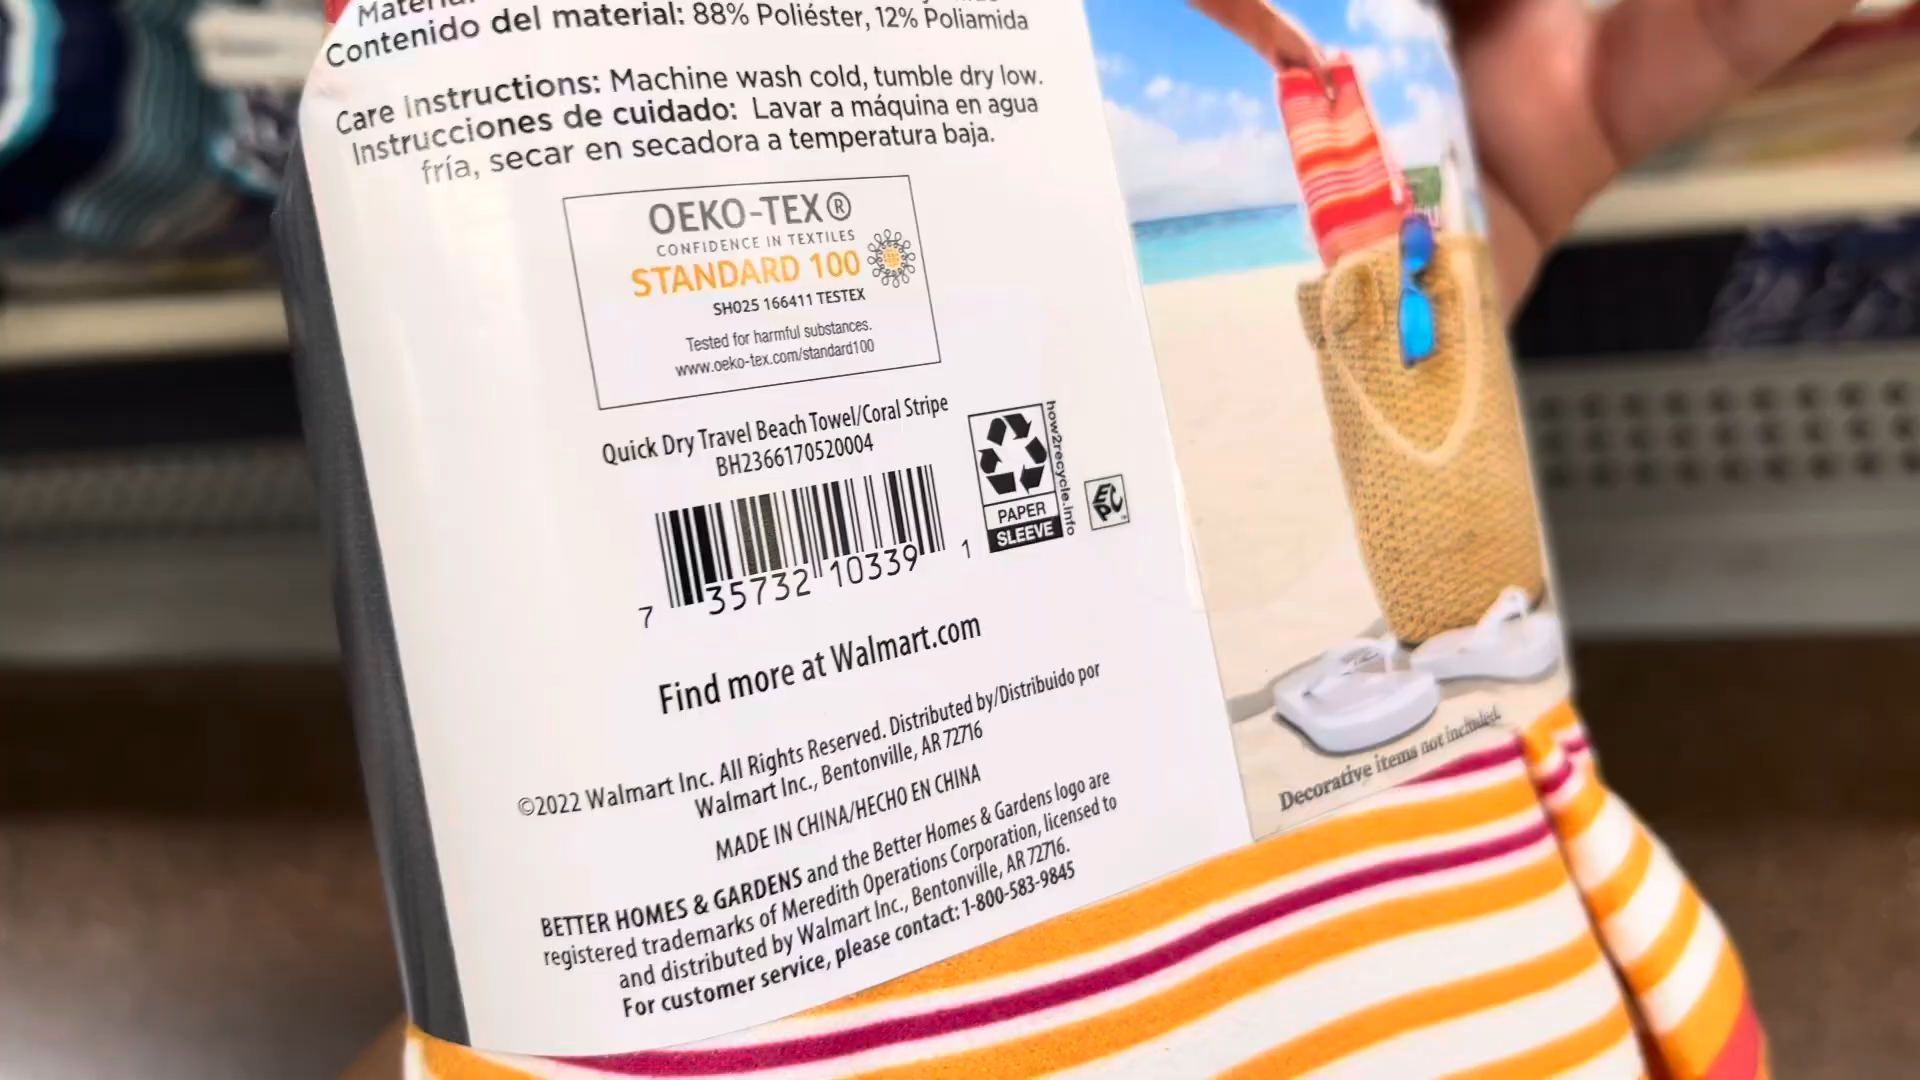 Contenido del material: 88% Poliéster, 12% Poliamida
Care Instructions: Machine wash cold, tumble dry low.
Instrucciones de cuidado: Lavar a máquina en agua
fría, secar en secadora a temperatura baja.
OEKO-TEX®
CONFIDENCE IN TEXTILES
STANDARD 100
SH025 166411 TESTEX
Tested for harmful substances.
www.oeko-tex.com/standard100
Quick Dry Travel Beach Towel/Coral Stripe
BH2366170520004
7 35732 10339 1
PAPER
SLEEVE
how2recycle.info
EPC
Find more at Walmart.com
©2022 Walmart Inc. All Rights Reserved. Distributed by/Distribuido por
Walmart Inc., Bentonville, AR 72716
MADE IN CHINA/HECHO EN CHINA
BETTER HOMES & GARDENS and the Better Homes & Gardens logo are
registered trademarks of Meredith Operations Corporation, licensed to
and distributed by Walmart Inc., Bentonville, AR 72716.
For customer service, please contact: 1-800-583-9845
Decorative items not included.